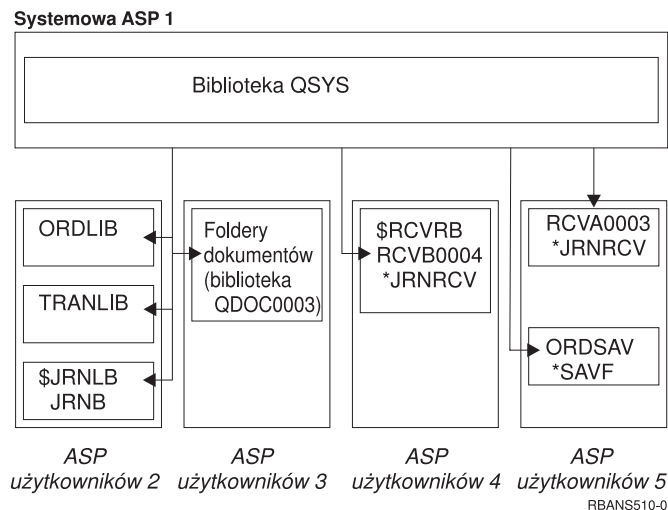 Systemowa ASP 1
Biblioteka QSYS
ORDLIB
TRANLIB
$JRNLB
JRNB
Foldery
dokumentów
(biblioteka
QDOC0003)
$RCVRB
RCVB0004
*JRNRCV
RCVA0003
*JRNRCV
ORDSAV
*SAVF
ASP
użytkowników 2
ASP
użytkowników 3
ASP
użytkowników 4
ASP
użytkowników 5
RBANS510-0